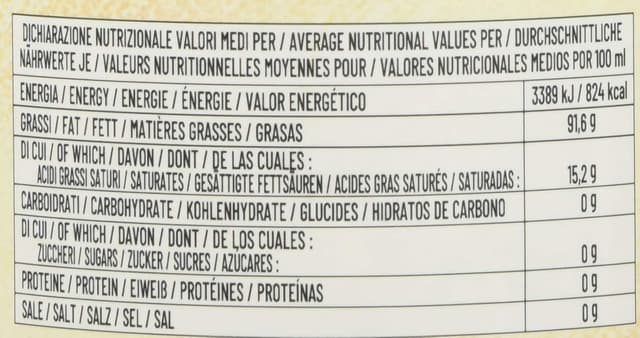 DICHIARAZIONE NUTRIZIONALE VALORI MEDI PER / AVERAGE NUTRITIONAL VALUES PER / DURCHSCHNITTLICHE
NÄHRWERTE JE / VALEURS NUTRITIONNELLES MOYENNES POUR / VALORES NUTRICIONALES MEDIOS POR 100 ml
ENERGIA / ENERGY / ENERGIE / ÉNERGIE / VALOR ENERGÉTICO 3389 kJ / 824 kcal
GRASSI / FAT / FETT / MATIÈRES GRASSES / GRASAS 91,6 g
DI CUI / OF WHICH / DAVON / DONT / DE LAS CUALES :
ACIDI GRASSI SATURI / SATURATES / GESÄTTIGTE FETTSÄUREN / ACIDES GRAS SATURÉS / SATURADAS : 15,2 g
CARBOIDRATI / CARBOHYDRATE / KOHLENHYDRATE / GLUCIDES / HIDRATOS DE CARBONO 0 g
DI CUI / OF WHICH / DAVON / DONT / DE LOS CUALES :
ZUCCHERI / SUGARS / ZUCKER / SUCRES / AZÚCARES : 0 g
PROTEINE / PROTEIN / EIWEIß / PROTÉINES / PROTEÍNAS 0 g
SALE / SALT / SALZ / SEL / SAL 0 g